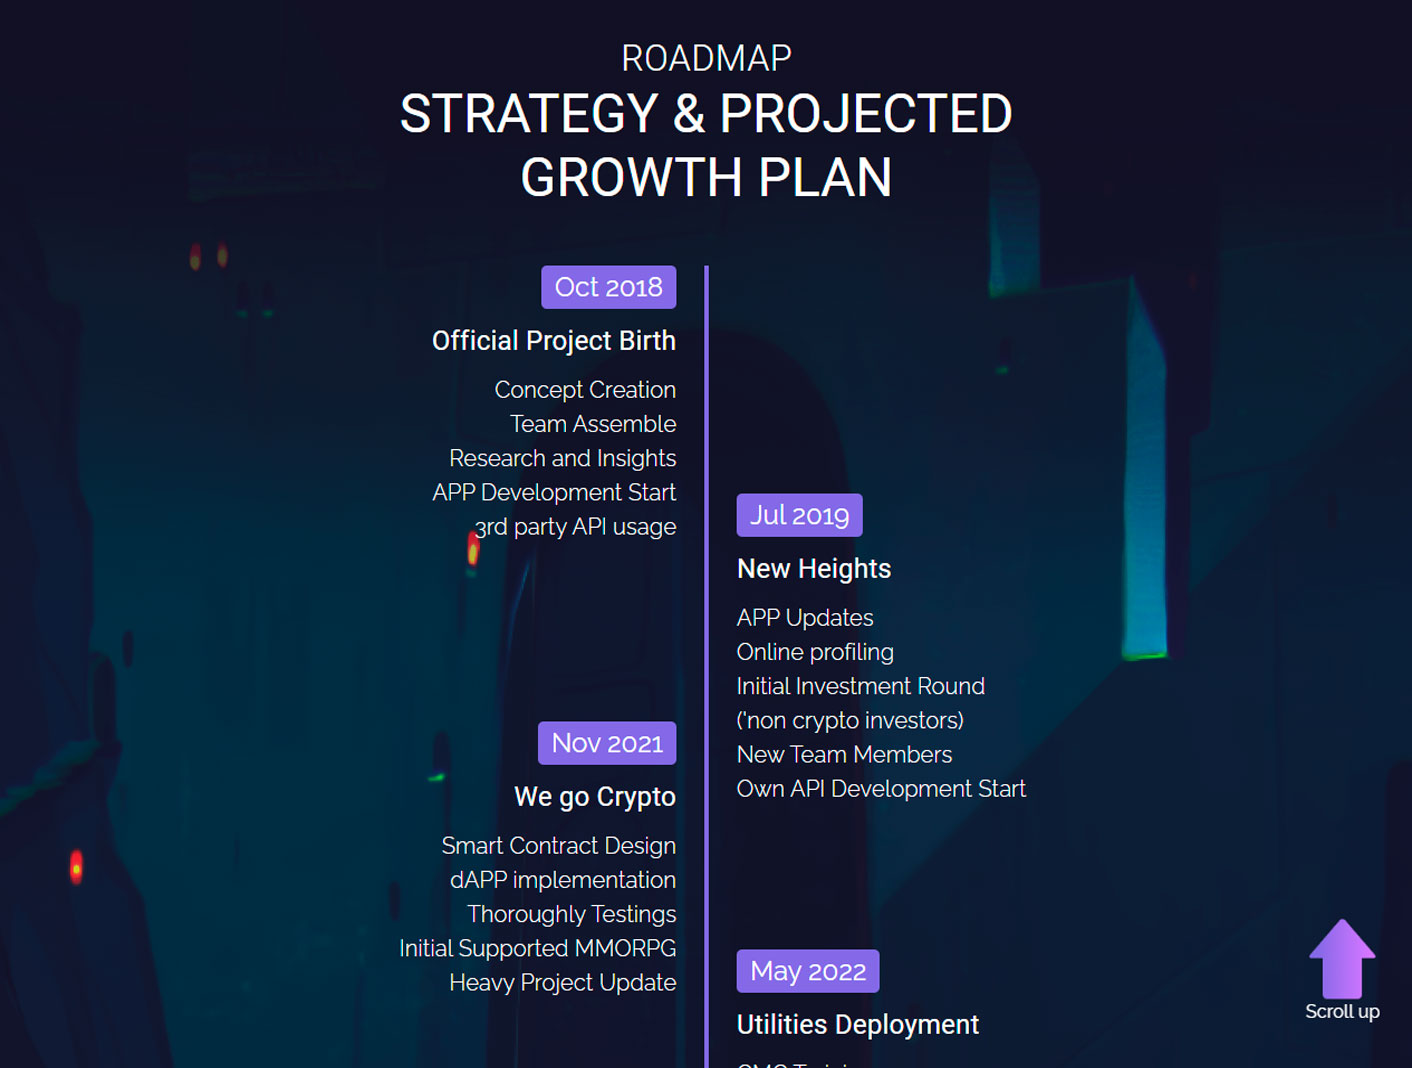 ROADMAP
STRATEGY & PROJECTED
GROWTH PLAN
Oct 2018
Official Project Birth
Concept Creation
Team Assemble
Research and Insights
APP Development Start
3rd party API usage
Jul 2019
New Heights
APP Updates
Online profiling
Initial Investment Round
('non crypto investors)
New Team Members
Own API Development Start
Nov 2021
We go Crypto
Smart Contract Design
dAPP implementation
Thoroughly Testings
Initial Supported MMORPG
Heavy Project Update
May 2022
Utilities Deployment
Scroll up